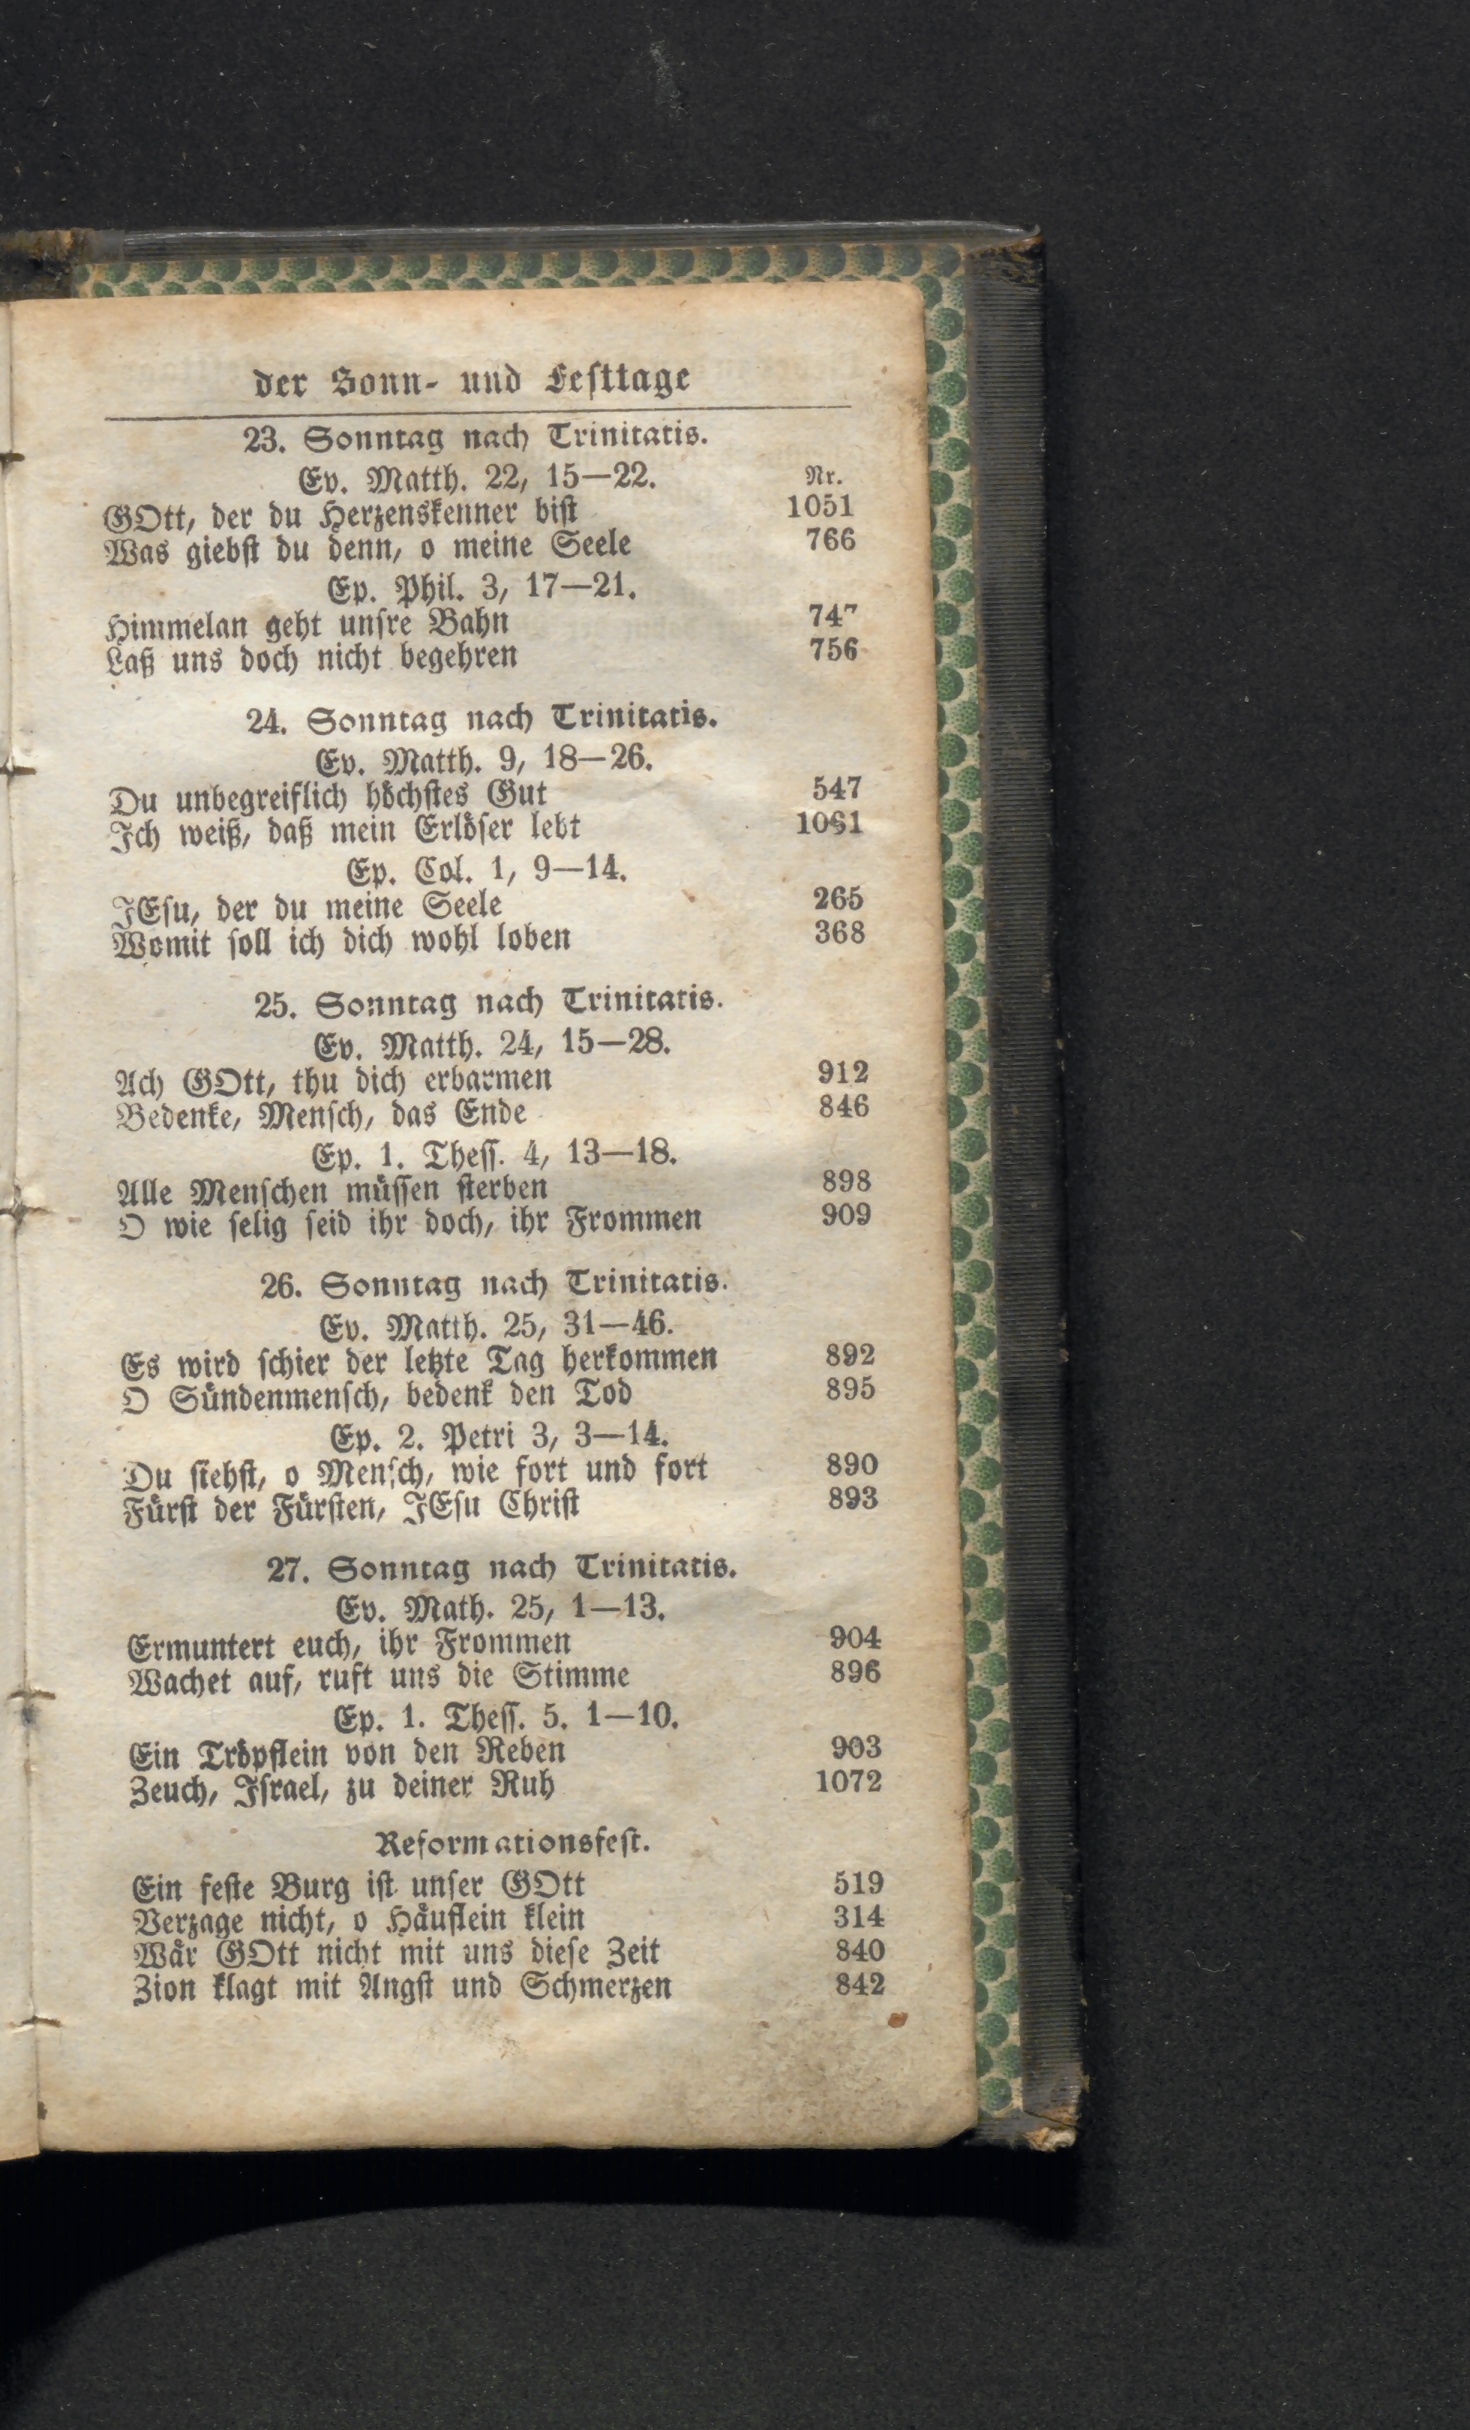 der Sonn- und Festtage
23. Sonntag nach Trinitatis.
Ev. Matth. 22, 15—22. Nr.
GOtt, der du Herzenskenner bist 1051
Was giebst du denn, o meine Seele 766
Ep. Phil. 3, 17—21.
Himmelan geht unsre Bahn 747
Laß uns doch nicht begehren 756
24. Sonntag nach Trinitatis.
Ev. Matth. 9, 18—26.
Du unbegreiflich höchstes Gut 547
Ich weiß, daß mein Erlöser lebt 1061
Ep. Col. 1, 9—14.
JEsu, der du meine Seele 265
Womit soll ich dich wohl loben 368
25. Sonntag nach Trinitatis.
Ev. Matth. 24, 15—28.
Ach GOtt, thu dich erbarmen 912
Bedenke, Mensch, das Ende 846
Ep. 1. Thess. 4, 13—18.
Alle Menschen müssen sterben 898
O wie selig seid ihr doch, ihr Frommen 909
26. Sonntag nach Trinitatis.
Ev. Matth. 25, 31—46.
Es wird schier der letzte Tag herkommen 892
O Sündenmensch, bedenk den Tod 895
Ep. 2. Petri 3, 3—14.
Du siehst, o Mensch, wie fort und fort 890
Fürst der Fürsten, JEsu Christ 893
27. Sonntag nach Trinitatis.
Ev. Math. 25, 1—13.
Ermuntert euch, ihr Frommen 904
Wachet auf, ruft uns die Stimme 896
Ep. 1. Thess. 5. 1—10.
Ein Tröpflein von den Reben 903
Zeuch, Israel, zu deiner Ruh 1072
Reformationsfest.
Ein feste Burg ist unser GOtt 519
Verzage nicht, o Häuflein klein 314
Wär GOtt nicht mit uns diese Zeit 840
Zion klagt mit Angst und Schmerzen 842